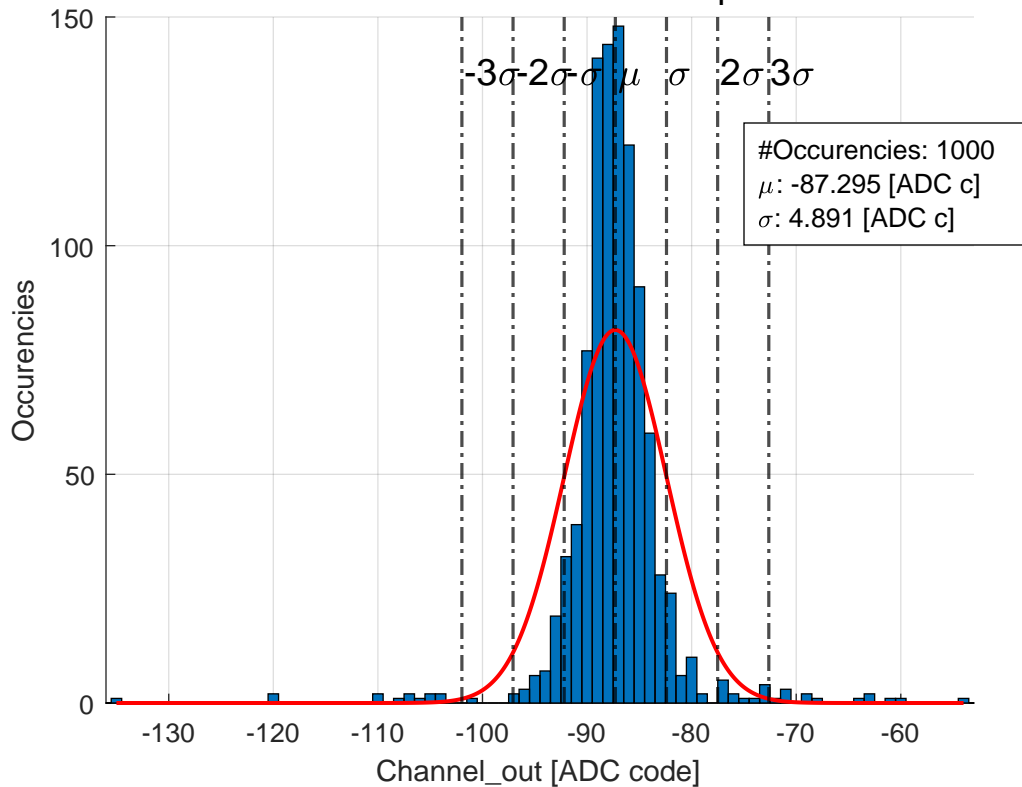 150
-3σ
-2σ
-σ
μ
σ
2σ
3σ
#Occurencies: 1000
μ: -87.295 [ADC c]
σ: 4.891 [ADC c]
100
Occurencies
50
0
-130
-120
-110
-100
-90
-80
-70
-60
Channel_out [ADC code]